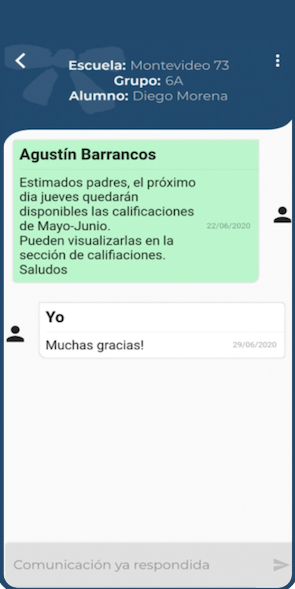 Escuela: Montevideo 73
Grupo: 6A
Alumno: Diego Morena
Agustín Barrancos
Estimados padres, el próximo
dia jueves quedarán
disponibles las calificaciones
de Mayo-Junio.
22/06/2020
Pueden visualizarlas en la
sección de califiaciones.
Saludos
Yo
Muchas gracias!
29/06/2020
Comunicación ya respondida